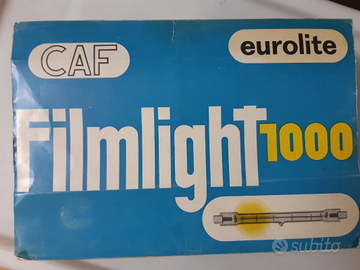 CAF
eurolite
Filmlight 1000
subito